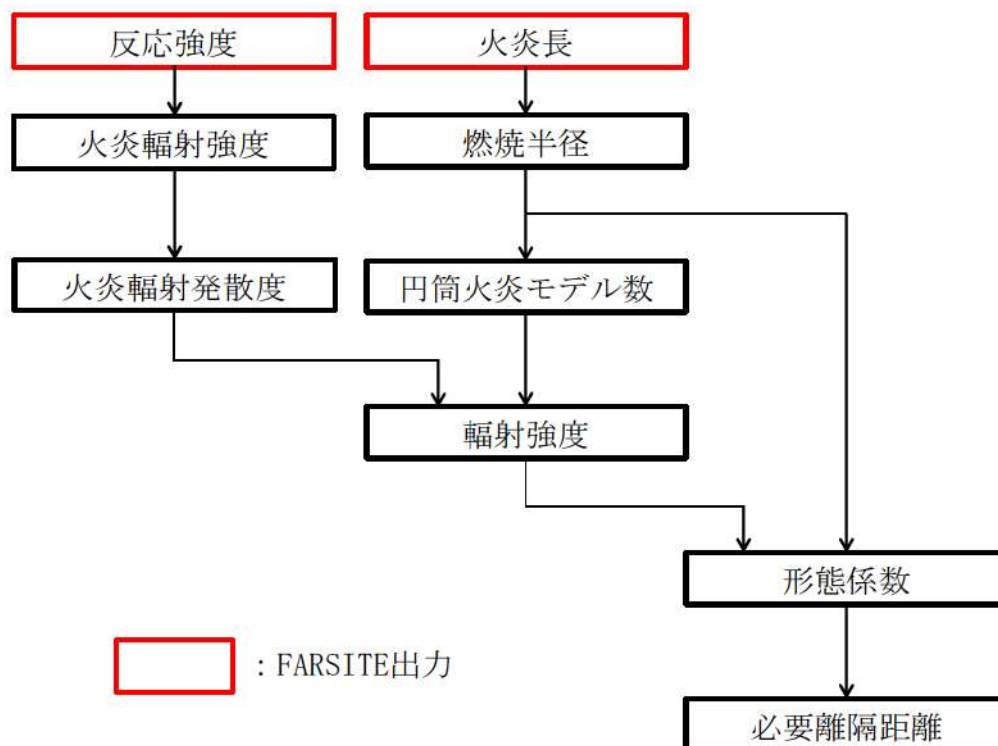 反応強度
火炎長
火炎輻射強度
燃焼半径
火炎輻射発散度
円筒火炎モデル数
輻射強度
形態係数
：FARSITE出力
必要離隔距離